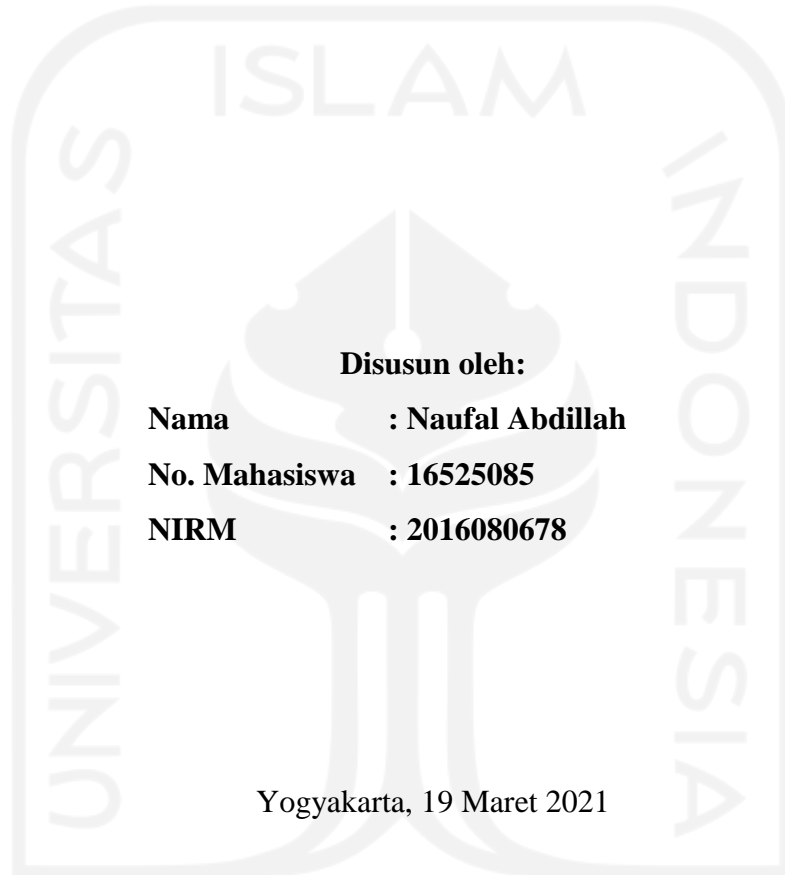 UNIVERSITAS ISLAM INDONESIA
Disusun oleh:
Nama : Naufal Abdillah
No. Mahasiswa : 16525085
NIRM : 2016080678
Yogyakarta, 19 Maret 2021